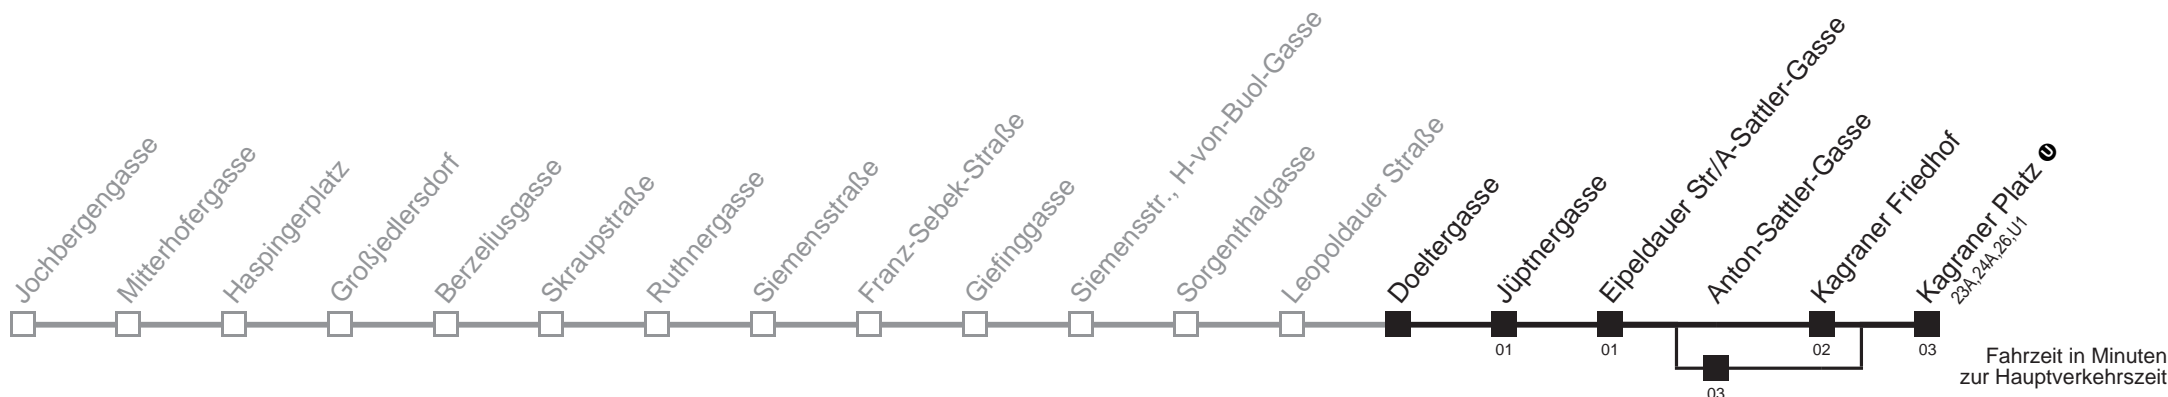 Jochbergengasse
Mitterhofergasse
Haspingerplatz
Großjedlersdorf
Berzeliusgasse
Skraupstraße
Ruthnergasse
Siemensstraße
Franz-Sebek-Straße
Giefinggasse
Siemensstr., H-von-Buol-Gasse
Sorgenthalgasse
Leopoldauer Straße
Doeltergasse
Jüptnergasse
Eipeldauer Str/A-Sattler-Gasse
Anton-Sattler-Gasse
Kagraner Friedhof
Kagraner Platz U
23A,24A,26,U1
01
01
02
03
03
Fahrzeit in Minuten
zur Hauptverkehrszeit